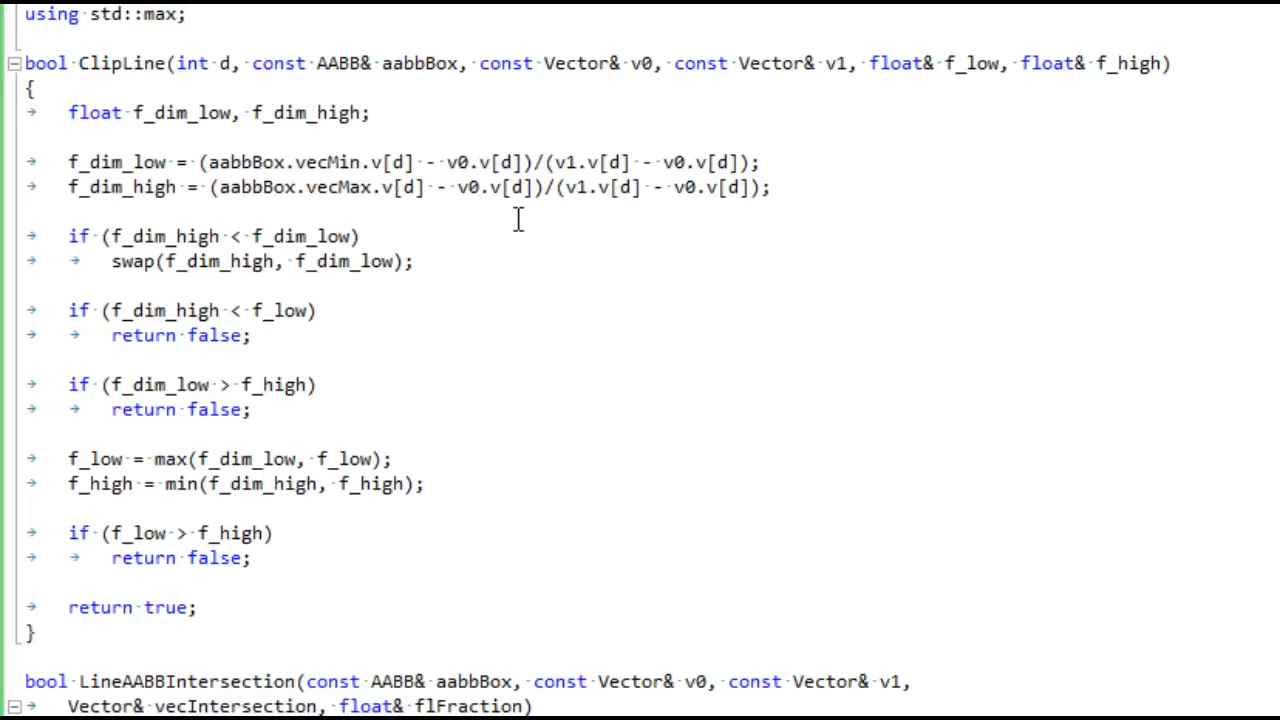 using std::max;
bool ClipLine(int d, const AABB& aabbBox, const Vector& v0, const Vector& v1, float& f_low, float& f_high)
{
float f_dim_low, f_dim_high;
f_dim_low = (aabbBox.vecMin.v[d] - v0.v[d])/(v1.v[d] - v0.v[d]);
f_dim_high = (aabbBox.vecMax.v[d] - v0.v[d])/(v1.v[d] - v0.v[d]);
if (f_dim_high < f_dim_low)
swap(f_dim_high, f_dim_low);
if (f_dim_high < f_low)
return false;
if (f_dim_low > f_high)
return false;
f_low = max(f_dim_low, f_low);
f_high = min(f_dim_high, f_high);
if (f_low > f_high)
return false;
return true;
}
bool LineAABBIntersection(const AABB& aabbBox, const Vector& v0, const Vector& v1,
Vector& vecIntersection, float& flFraction)